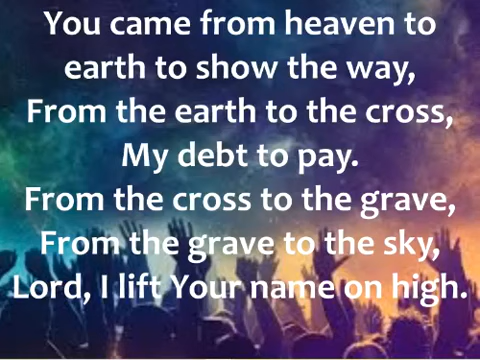 You came from heaven to
earth to show the way,
From the earth to the cross,
My debt to pay.
From the cross to the grave,
From the grave to the sky,
Lord, I lift Your name on high.